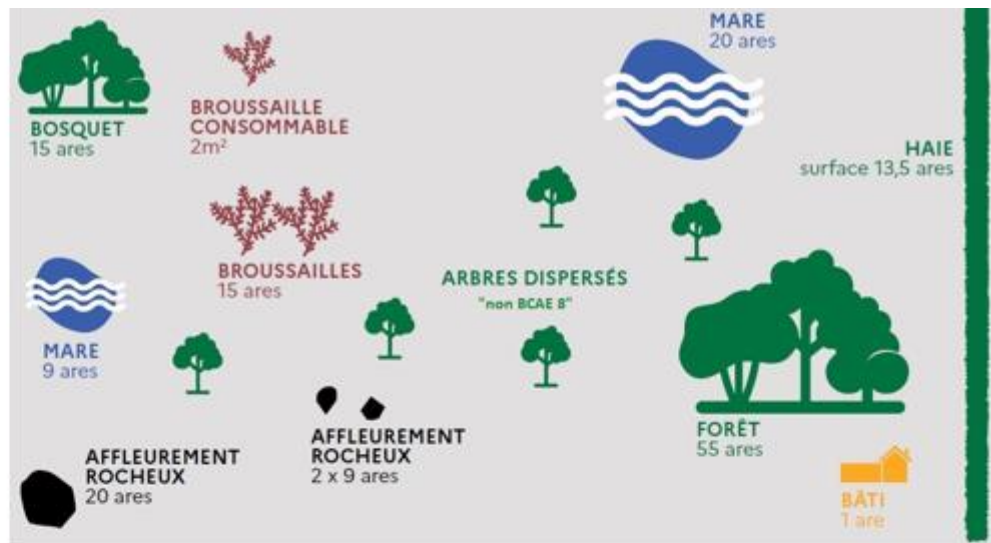 BOSQUET
15 ares
BROUSSAILLE
CONSOMMABLE
2m²
MARE
20 ares
HAIE
surface 13,5 ares
BROUSSAILLES
15 ares
ARBRES DISPERSÉS
"non BCAE 8"
MARE
9 ares
AFFLEUREMENT
ROCHEUX
20 ares
AFFLEUREMENT
ROCHEUX
2 x 9 ares
FORÊT
55 ares
BÂTI
1 are